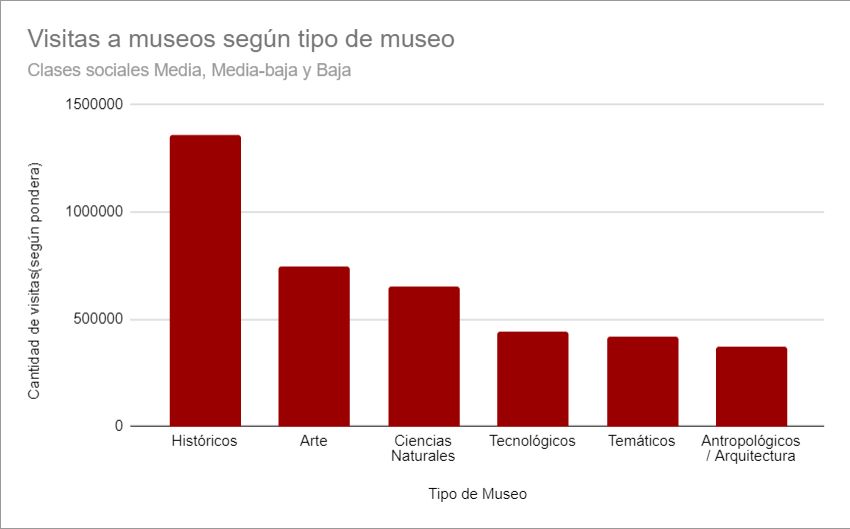 Visitas a museos según tipo de museo
Clases sociales Media, Media-baja y Baja
Cantidad de visitas(según pondera)
1500000
1000000
500000
0
Históricos
Arte
Ciencias
Naturales
Tecnológicos
Temáticos
Antropológicos
/ Arquitectura
Tipo de Museo